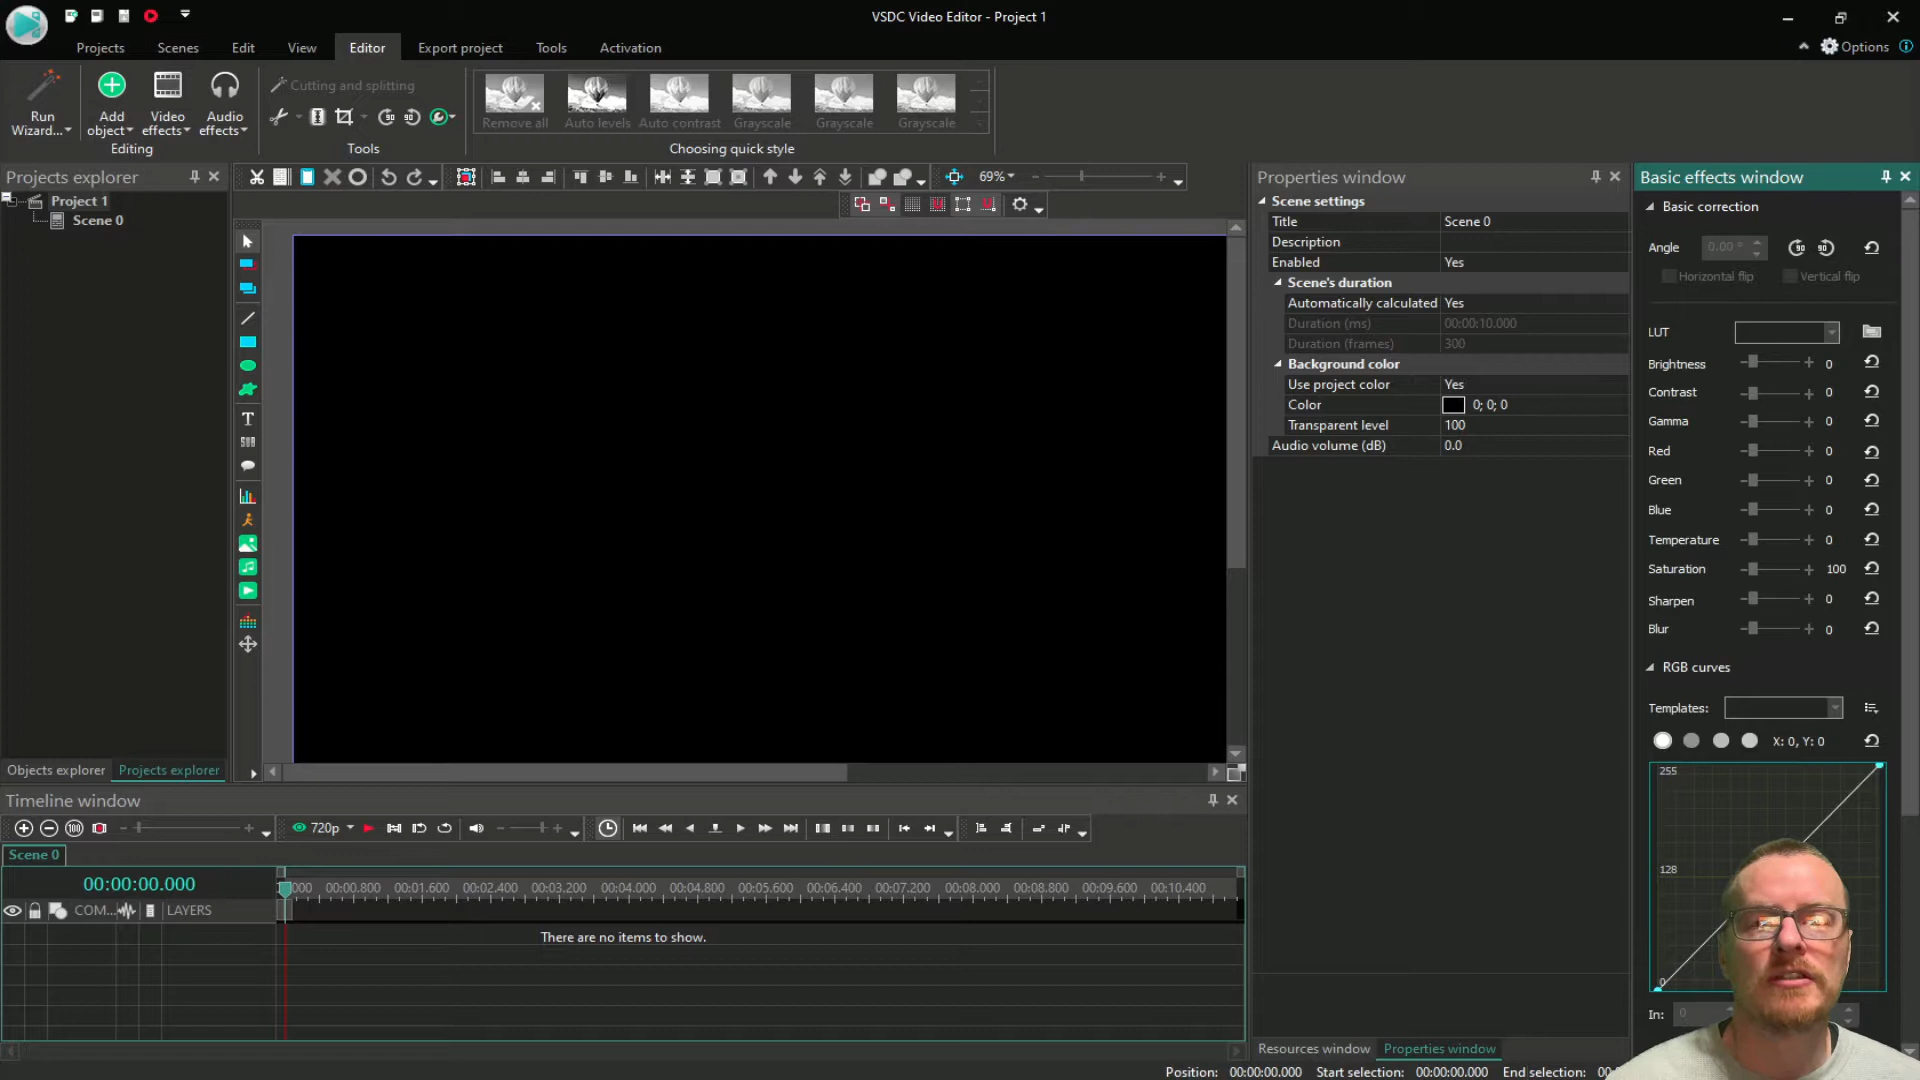 VSDC Video Editor - Project 1
Projects Scenes Edit View Editor Export project Tools Activation
Options
Run Wizard...
Add object
Video effects
Audio effects
Editing
Cutting and splitting
Tools
Remove all
Auto levels
Auto contrast
Grayscale
Grayscale
Grayscale
Choosing quick style
Projects explorer
Project 1
Scene 0
Objects explorer
Projects explorer
69%
T
Properties window
Scene settings
Title Scene 0
Description
Enabled Yes
Scene's duration
Automatically calculated Yes
Duration (ms) 00:00:10.000
Duration (frames) 300
Background color
Use project color Yes
Color 0; 0; 0
Transparent level 100
Audio volume (dB) 0.0
Resources window
Properties window
Basic effects window
Basic correction
Angle 0.00 ° 90 90
Horizontal flip Vertical flip
LUT
Brightness 0
Contrast 0
Gamma 0
Red 0
Green 0
Blue 0
Temperature 0
Saturation 100
Sharpen 0
Blur 0
RGB curves
Templates:
X: 0, Y: 0
255
128
0
In: 0
Timeline window
720p
Scene 0
00:00:00.000
000 00:00.800 00:01.600 00:02.400 00:03.200 00:04.000 00:04.800 00:05.600 00:06.400 00:07.200 00:08.000 00:08.800 00:09.600 00:10.400
COM... LAYERS
There are no items to show.
Position: 00:00:00.000 Start selection: 00:00:00.000 End selection: 00: